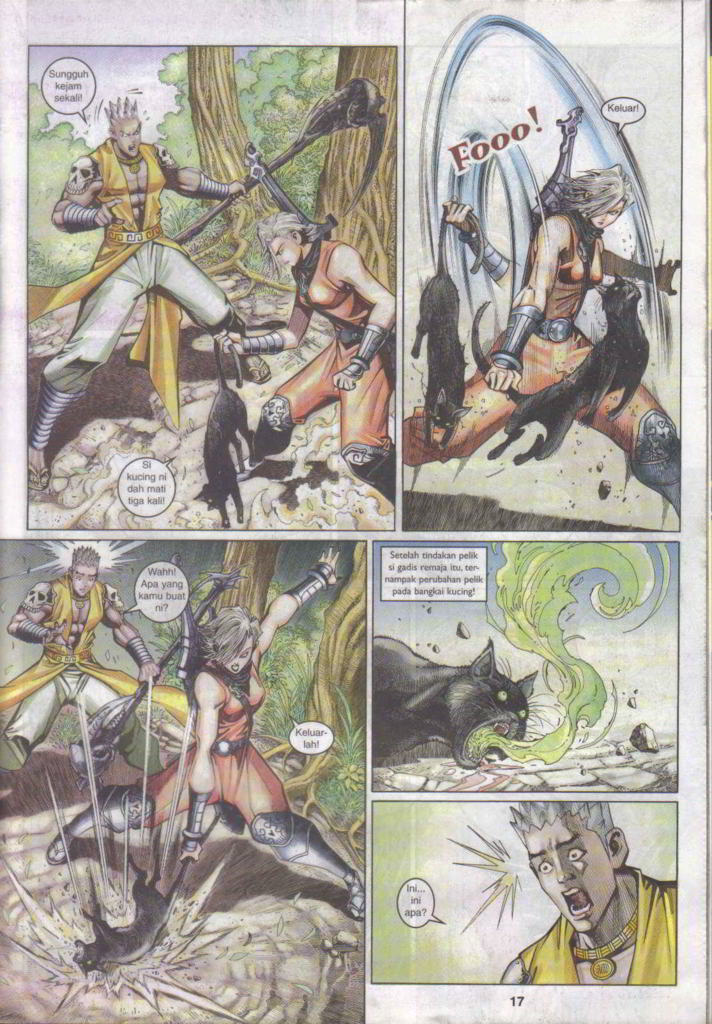 Sungguh
kejam
sekali!
Si
kucing ni
dah mati
tiga kali!
Fooo!
Keluar!
Wahh!
Apa yang
kamu buat
ni?
Keluar-
lah!
Setelah tindakan pelik
si gadis remaja itu, ter-
nampak perubahan pelik
pada bangkai kucing!
Ini...
ini
apa?
17